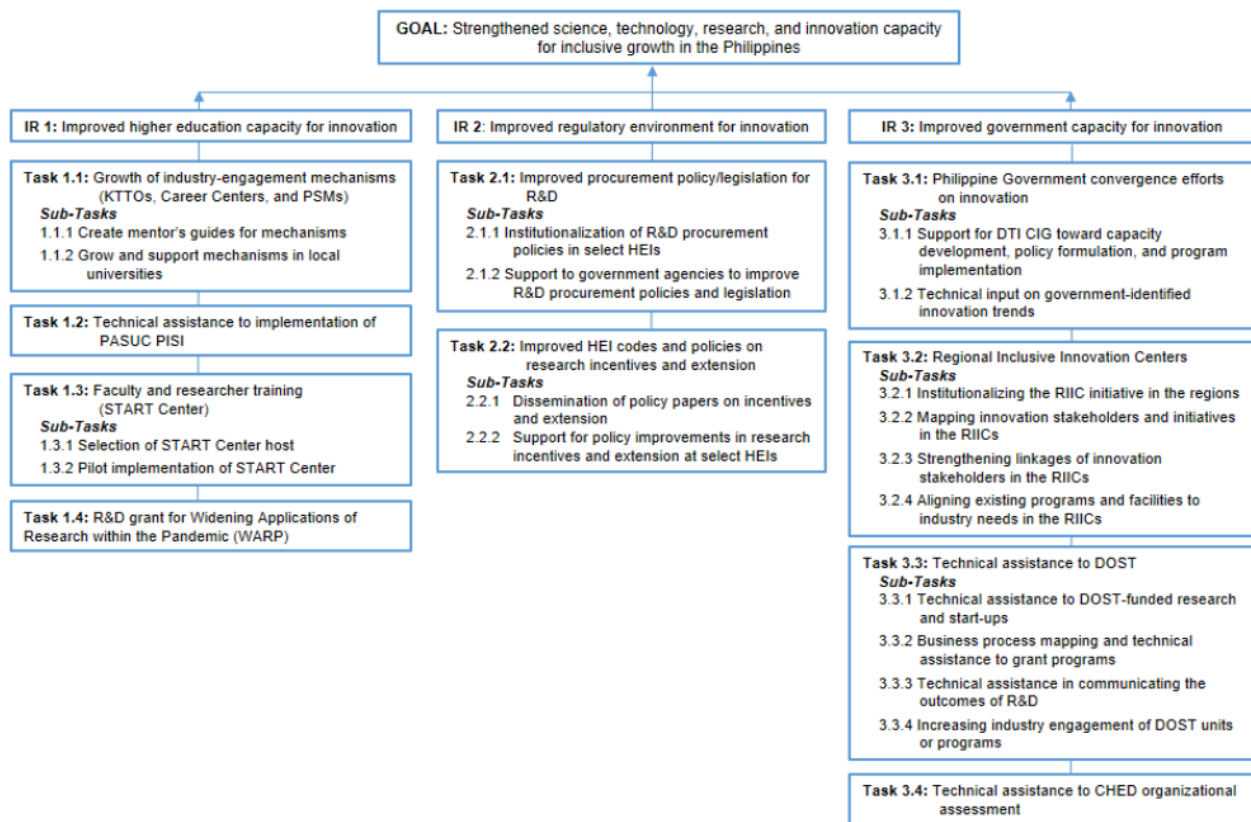 GOAL: Strengthened science, technology, research, and innovation capacity
for inclusive growth in the Philippines
IR 1: Improved higher education capacity for innovation
Task 1.1: Growth of industry-engagement mechanisms
(KTTOs, Career Centers, and PSMs)
Sub-Tasks
1.1.1 Create mentor's guides for mechanisms
1.1.2 Grow and support mechanisms in local
universities
Task 1.2: Technical assistance to implementation of
PASUC PISI
Task 1.3: Faculty and researcher training
(START Center)
Sub-Tasks
1.3.1 Selection of START Center host
1.3.2 Pilot implementation of START Center
Task 1.4: R&D grant for Widening Applications of
Research within the Pandemic (WARP)
IR 2: Improved regulatory environment for innovation
Task 2.1: Improved procurement policy/legislation for
R&D
Sub-Tasks
2.1.1 Institutionalization of R&D procurement
policies in select HEIs
2.1.2 Support to government agencies to improve
R&D procurement policies and legislation
Task 2.2: Improved HEI codes and policies on
research incentives and extension
Sub-Tasks
2.2.1 Dissemination of policy papers on incentives
and extension
2.2.2 Support for policy improvements in research
incentives and extension at select HEIs
IR 3: Improved government capacity for innovation
Task 3.1: Philippine Government convergence efforts
on innovation
Sub-Tasks
3.1.1 Support for DTI CIG toward capacity
development, policy formulation, and program
implementation
3.1.2 Technical input on government-identified
innovation trends
Task 3.2: Regional Inclusive Innovation Centers
Sub-Tasks
3.2.1 Institutionalizing the RIIC initiative in the regions
3.2.2 Mapping innovation stakeholders and initiatives
in the RIICs
3.2.3 Strengthening linkages of innovation
stakeholders in the RIICs
3.2.4 Aligning existing programs and facilities to
industry needs in the RIICs
Task 3.3: Technical assistance to DOST
Sub-Tasks
3.3.1 Technical assistance to DOST-funded research
and start-ups
3.3.2 Business process mapping and technical
assistance to grant programs
3.3.3 Technical assistance in communicating the
outcomes of R&D
3.3.4 Increasing industry engagement of DOST units
or programs
Task 3.4: Technical assistance to CHED organizational
assessment